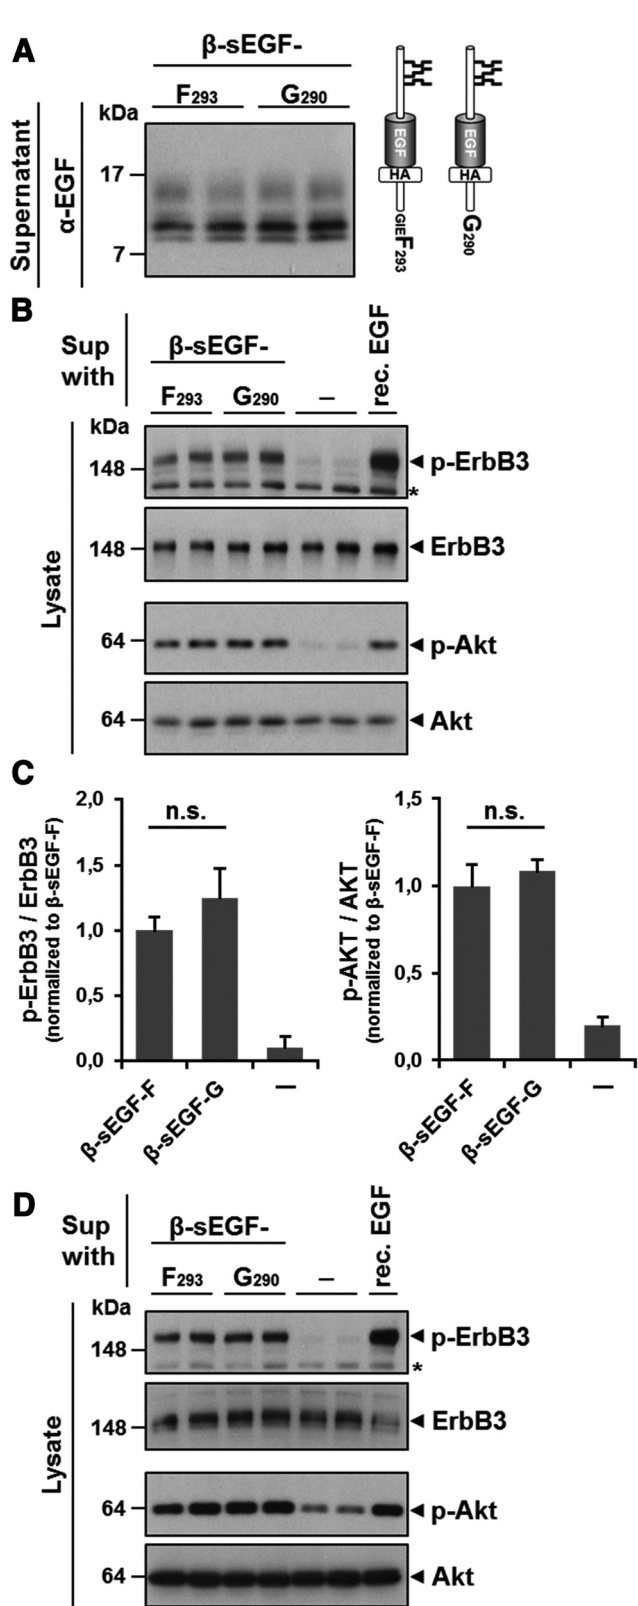 A
β-sEGF-
F293
G290
kDa
Supernatant
α-EGF
17
7
EGF
HA
GIEF293
EGF
HA
G290
B
Sup
with
β-sEGF-
F293
G290
–
rec. EGF
kDa
Lysate
148
p-ErbB3
*
148
ErbB3
64
p-Akt
64
Akt
C
p-ErbB3 / ErbB3
(normalized to β-sEGF-F)
2,0
1,5
1,0
0,5
0,0
n.s.
β-sEGF-F
β-sEGF-G
–
p-AKT / AKT
(normalized to β-sEGF-F)
1,5
1,0
0,5
0,0
n.s.
β-sEGF-F
β-sEGF-G
–
D
Sup
with
β-sEGF-
F293
G290
–
rec. EGF
kDa
Lysate
148
p-ErbB3
*
148
ErbB3
64
p-Akt
64
Akt